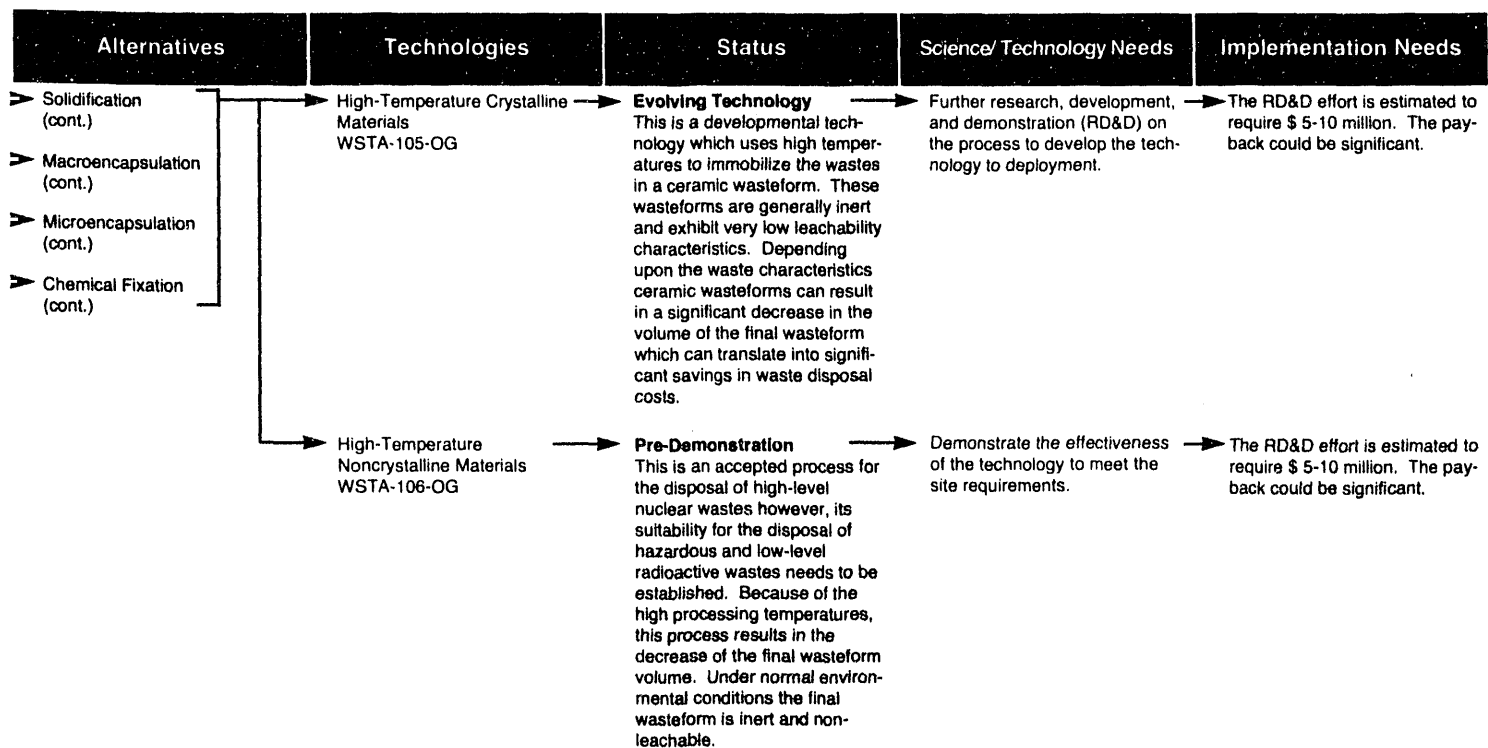 Alternatives
Technologies
Status
Science/ Technology Needs
Implementation Needs
Solidification
(cont.)
Macroencapsulation
(cont.)
Microencapsulation
(cont.)
Chemical Fixation
(cont.)
High-Temperature Crystalline
Materials
WSTA-105-OG
Evolving Technology
This is a developmental tech-
nology which uses high temper-
atures to immobilize the wastes
in a ceramic wasteform. These
wasteforms are generally inert
and exhibit very low leachability
characteristics. Depending
upon the waste characteristics
ceramic wasteforms can result
in a significant decrease in the
volume of the final wasteform
which can translate into signifi-
cant savings in waste disposal
costs.
Further research, development,
and demonstration (RD&D) on
the process to develop the tech-
nology to deployment.
The RD&D effort is estimated to
require $ 5-10 million. The pay-
back could be significant.
High-Temperature
Noncrystalline Materials
WSTA-106-OG
Pre-Demonstration
This is an accepted process for
the disposal of high-level
nuclear wastes however, its
suitability for the disposal of
hazardous and low-level
radioactive wastes needs to be
established. Because of the
high processing temperatures,
this process results in the
decrease of the final wasteform
volume. Under normal environ-
mental conditions the final
wasteform is inert and non-
leachable.
Demonstrate the effectiveness
of the technology to meet the
site requirements.
The RD&D effort is estimated to
require $ 5-10 million. The pay-
back could be significant.